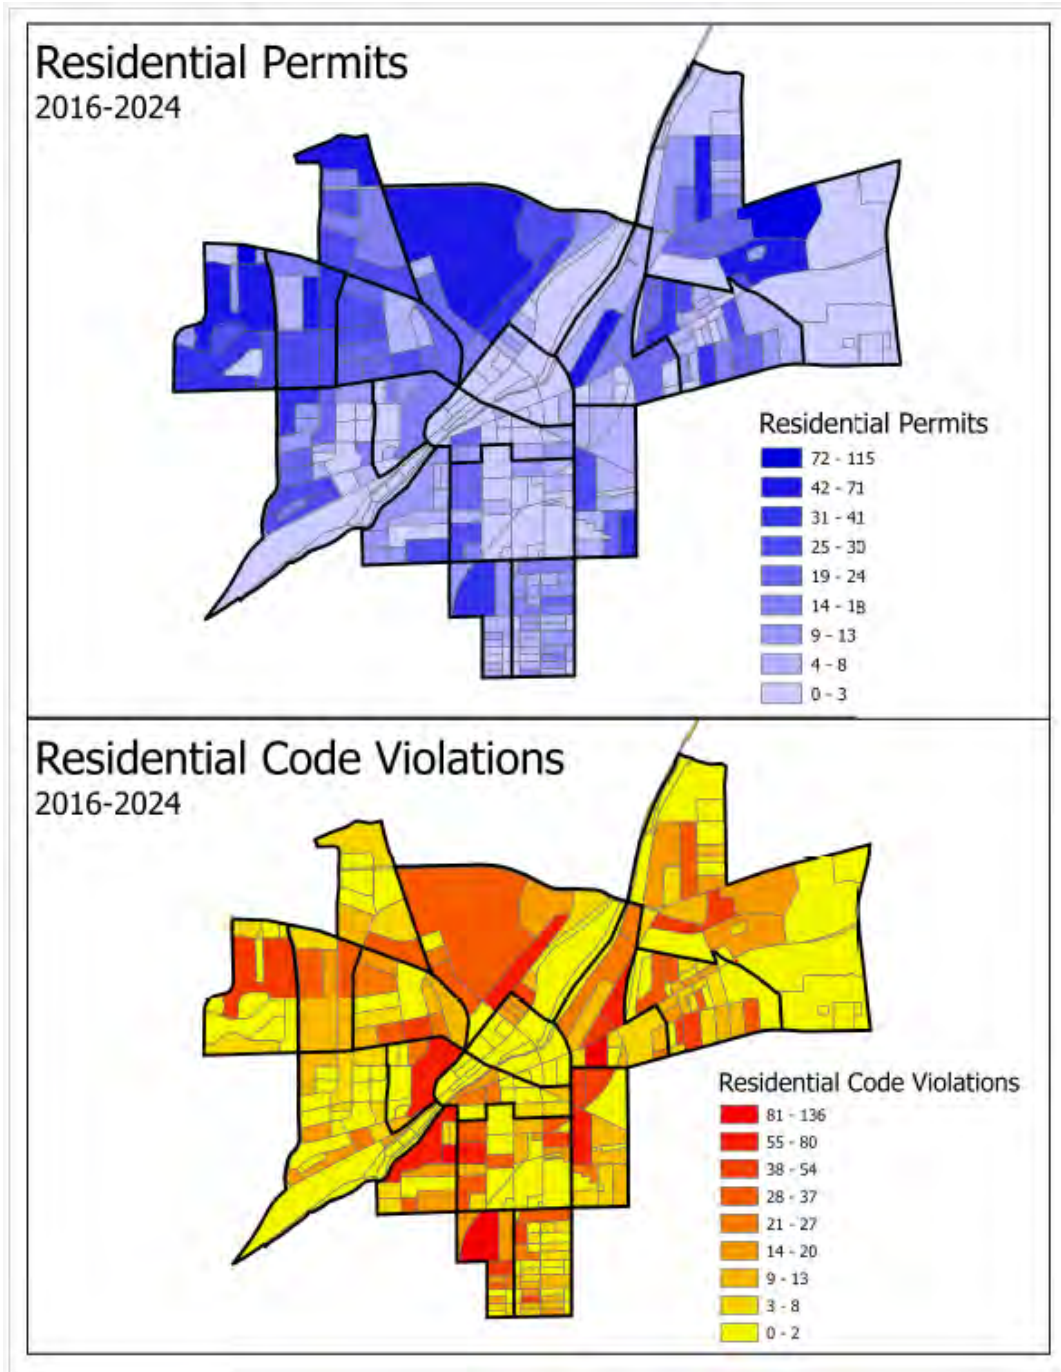 Residential Permits
2016-2024
Residential Permits
72 - 115
42 - 71
31 - 41
25 - 30
19 - 24
14 - 18
9 - 13
4 - 8
0 - 3
Residential Code Violations
2016-2024
Residential Code Violations
81 - 136
55 - 80
38 - 54
28 - 37
21 - 27
14 - 20
9 - 13
3 - 8
0 - 2